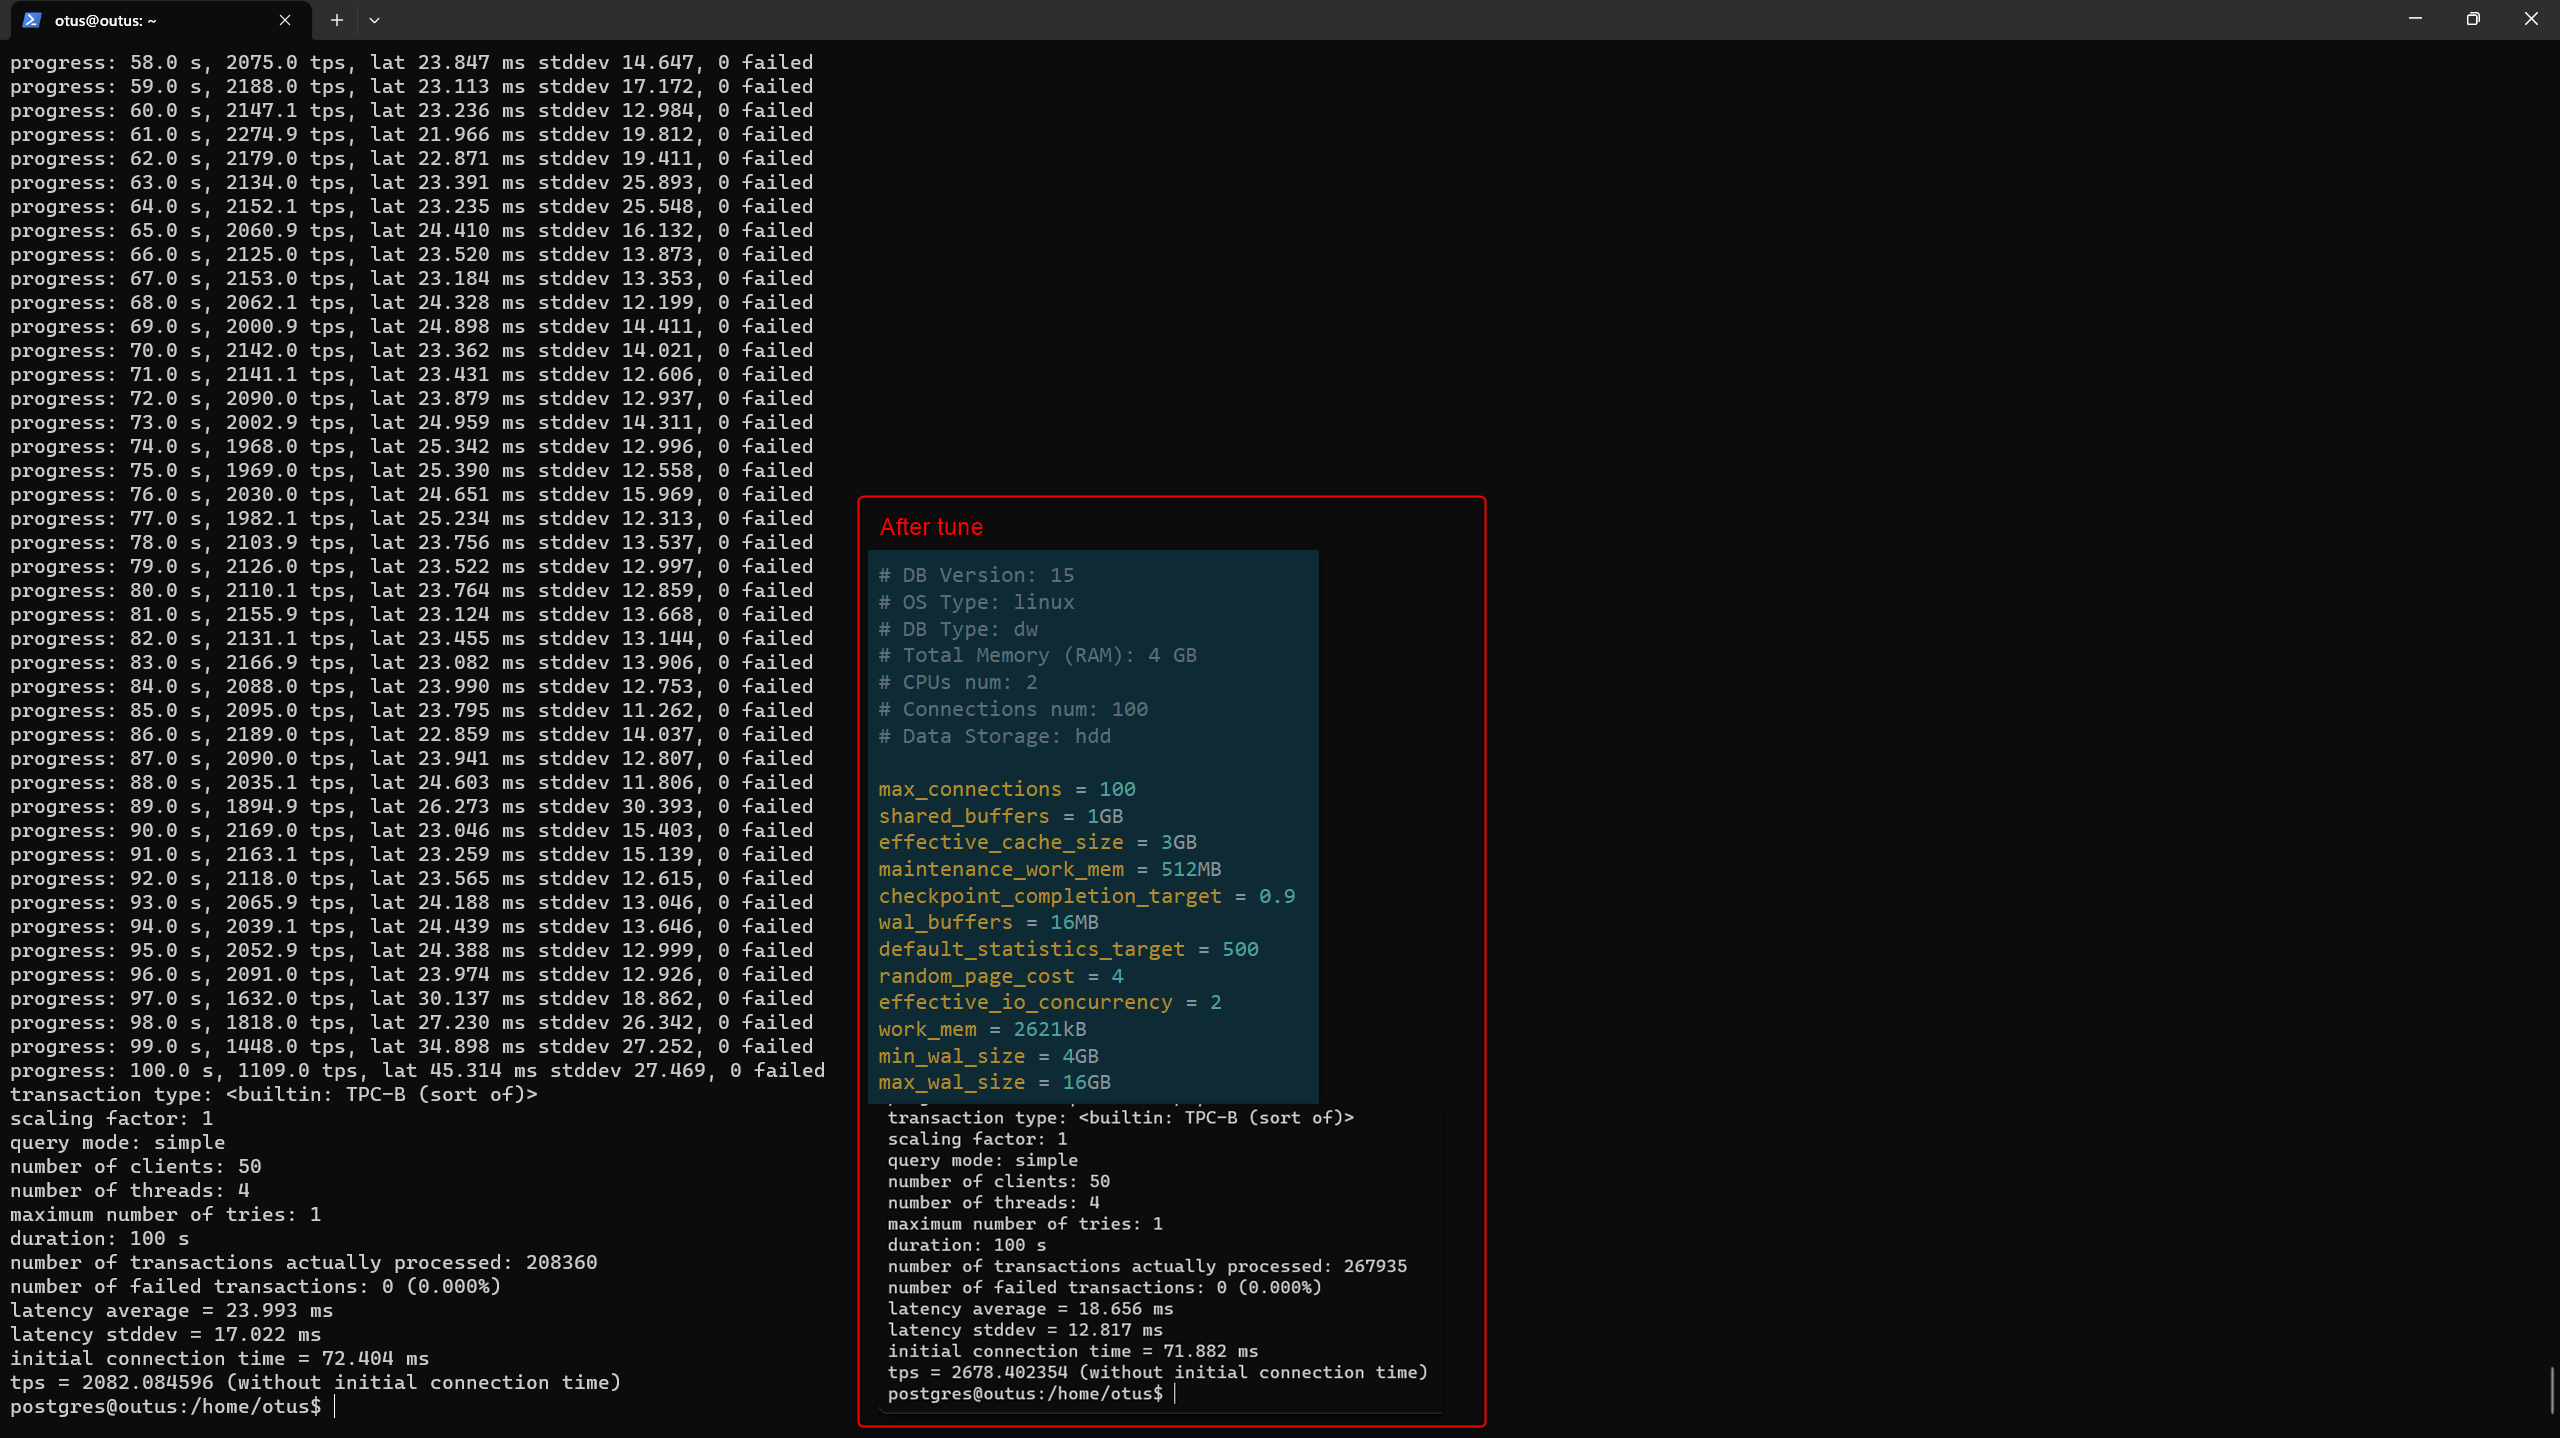 otus@outus: ~
progress: 58.0 s, 2075.0 tps, lat 23.847 ms stddev 14.647, 0 failed
progress: 59.0 s, 2188.0 tps, lat 23.113 ms stddev 17.172, 0 failed
progress: 60.0 s, 2147.1 tps, lat 23.236 ms stddev 12.984, 0 failed
progress: 61.0 s, 2274.9 tps, lat 21.966 ms stddev 19.812, 0 failed
progress: 62.0 s, 2179.0 tps, lat 22.871 ms stddev 19.411, 0 failed
progress: 63.0 s, 2134.0 tps, lat 23.391 ms stddev 25.893, 0 failed
progress: 64.0 s, 2152.1 tps, lat 23.235 ms stddev 25.548, 0 failed
progress: 65.0 s, 2060.9 tps, lat 24.410 ms stddev 16.132, 0 failed
progress: 66.0 s, 2125.0 tps, lat 23.520 ms stddev 13.873, 0 failed
progress: 67.0 s, 2153.0 tps, lat 23.184 ms stddev 13.353, 0 failed
progress: 68.0 s, 2062.1 tps, lat 24.328 ms stddev 12.199, 0 failed
progress: 69.0 s, 2000.9 tps, lat 24.898 ms stddev 14.411, 0 failed
progress: 70.0 s, 2142.0 tps, lat 23.362 ms stddev 14.021, 0 failed
progress: 71.0 s, 2141.1 tps, lat 23.431 ms stddev 12.606, 0 failed
progress: 72.0 s, 2090.0 tps, lat 23.879 ms stddev 12.937, 0 failed
progress: 73.0 s, 2002.9 tps, lat 24.959 ms stddev 14.311, 0 failed
progress: 74.0 s, 1968.0 tps, lat 25.342 ms stddev 12.996, 0 failed
progress: 75.0 s, 1969.0 tps, lat 25.390 ms stddev 12.558, 0 failed
progress: 76.0 s, 2030.0 tps, lat 24.651 ms stddev 15.969, 0 failed
progress: 77.0 s, 1982.1 tps, lat 25.234 ms stddev 12.313, 0 failed
progress: 78.0 s, 2103.9 tps, lat 23.756 ms stddev 13.537, 0 failed
progress: 79.0 s, 2126.0 tps, lat 23.522 ms stddev 12.997, 0 failed
progress: 80.0 s, 2110.1 tps, lat 23.764 ms stddev 12.859, 0 failed
progress: 81.0 s, 2155.9 tps, lat 23.124 ms stddev 13.668, 0 failed
progress: 82.0 s, 2131.1 tps, lat 23.455 ms stddev 13.144, 0 failed
progress: 83.0 s, 2166.9 tps, lat 23.082 ms stddev 13.906, 0 failed
progress: 84.0 s, 2088.0 tps, lat 23.990 ms stddev 12.753, 0 failed
progress: 85.0 s, 2095.0 tps, lat 23.795 ms stddev 11.262, 0 failed
progress: 86.0 s, 2189.0 tps, lat 22.859 ms stddev 14.037, 0 failed
progress: 87.0 s, 2090.0 tps, lat 23.941 ms stddev 12.807, 0 failed
progress: 88.0 s, 2035.1 tps, lat 24.603 ms stddev 11.806, 0 failed
progress: 89.0 s, 1894.9 tps, lat 26.273 ms stddev 30.393, 0 failed
progress: 90.0 s, 2169.0 tps, lat 23.046 ms stddev 15.403, 0 failed
progress: 91.0 s, 2163.1 tps, lat 23.259 ms stddev 15.139, 0 failed
progress: 92.0 s, 2118.0 tps, lat 23.565 ms stddev 12.615, 0 failed
progress: 93.0 s, 2065.9 tps, lat 24.188 ms stddev 13.046, 0 failed
progress: 94.0 s, 2039.1 tps, lat 24.439 ms stddev 13.646, 0 failed
progress: 95.0 s, 2052.9 tps, lat 24.388 ms stddev 12.999, 0 failed
progress: 96.0 s, 2091.0 tps, lat 23.974 ms stddev 12.926, 0 failed
progress: 97.0 s, 1632.0 tps, lat 30.137 ms stddev 18.862, 0 failed
progress: 98.0 s, 1818.0 tps, lat 27.230 ms stddev 26.342, 0 failed
progress: 99.0 s, 1448.0 tps, lat 34.898 ms stddev 27.252, 0 failed
progress: 100.0 s, 1109.0 tps, lat 45.314 ms stddev 27.469, 0 failed
transaction type: <builtin: TPC-B (sort of)>
scaling factor: 1
query mode: simple
number of clients: 50
number of threads: 4
maximum number of tries: 1
duration: 100 s
number of transactions actually processed: 208360
number of failed transactions: 0 (0.000%)
latency average = 23.993 ms
latency stddev = 17.022 ms
initial connection time = 72.404 ms
tps = 2082.084596 (without initial connection time)
postgres@outus:/home/otus$
After tune
# DB Version: 15
# OS Type: linux
# DB Type: dw
# Total Memory (RAM): 4 GB
# CPUs num: 2
# Connections num: 100
# Data Storage: hdd
max_connections = 100
shared_buffers = 1GB
effective_cache_size = 3GB
maintenance_work_mem = 512MB
checkpoint_completion_target = 0.9
wal_buffers = 16MB
default_statistics_target = 500
random_page_cost = 4
effective_io_concurrency = 2
work_mem = 2621kB
min_wal_size = 4GB
max_wal_size = 16GB
transaction type: <builtin: TPC-B (sort of)>
scaling factor: 1
query mode: simple
number of clients: 50
number of threads: 4
maximum number of tries: 1
duration: 100 s
number of transactions actually processed: 267935
number of failed transactions: 0 (0.000%)
latency average = 18.656 ms
latency stddev = 12.817 ms
initial connection time = 71.882 ms
tps = 2678.402354 (without initial connection time)
postgres@outus:/home/otus$